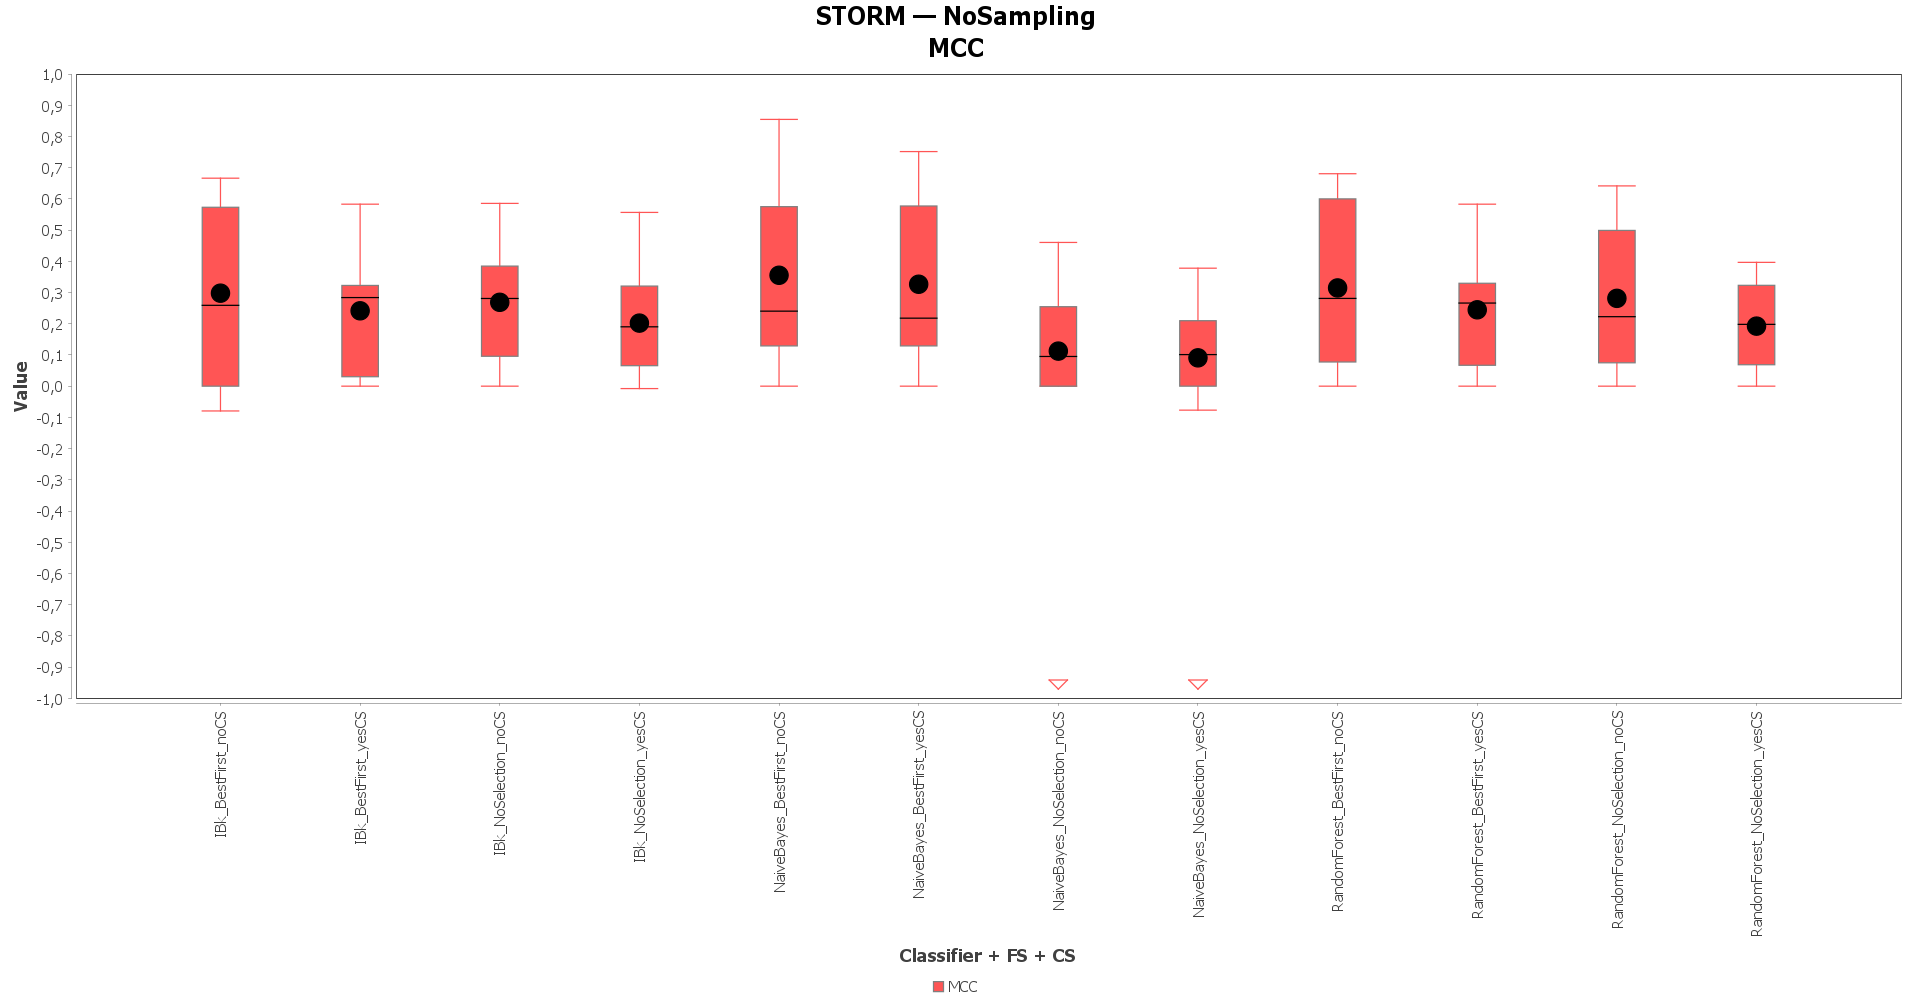 STORM — NoSampling
MCC
1,0
0,9
0,8
0,7
0,6
0,5
0,4
0,3
0,2
0,1
0,0
-0,1
-0,2
-0,3
-0,4
-0,5
-0,6
-0,7
-0,8
-0,9
-1,0
Value
IBk_BestFirst_noCS
IBk_BestFirst_yesCS
IBk_NoSelection_noCS
IBk_NoSelection_yesCS
NaiveBayes_BestFirst_noCS
NaiveBayes_BestFirst_yesCS
NaiveBayes_NoSelection_noCS
NaiveBayes_NoSelection_yesCS
RandomForest_BestFirst_noCS
RandomForest_BestFirst_yesCS
RandomForest_NoSelection_noCS
RandomForest_NoSelection_yesCS
Classifier + FS + CS
MCC